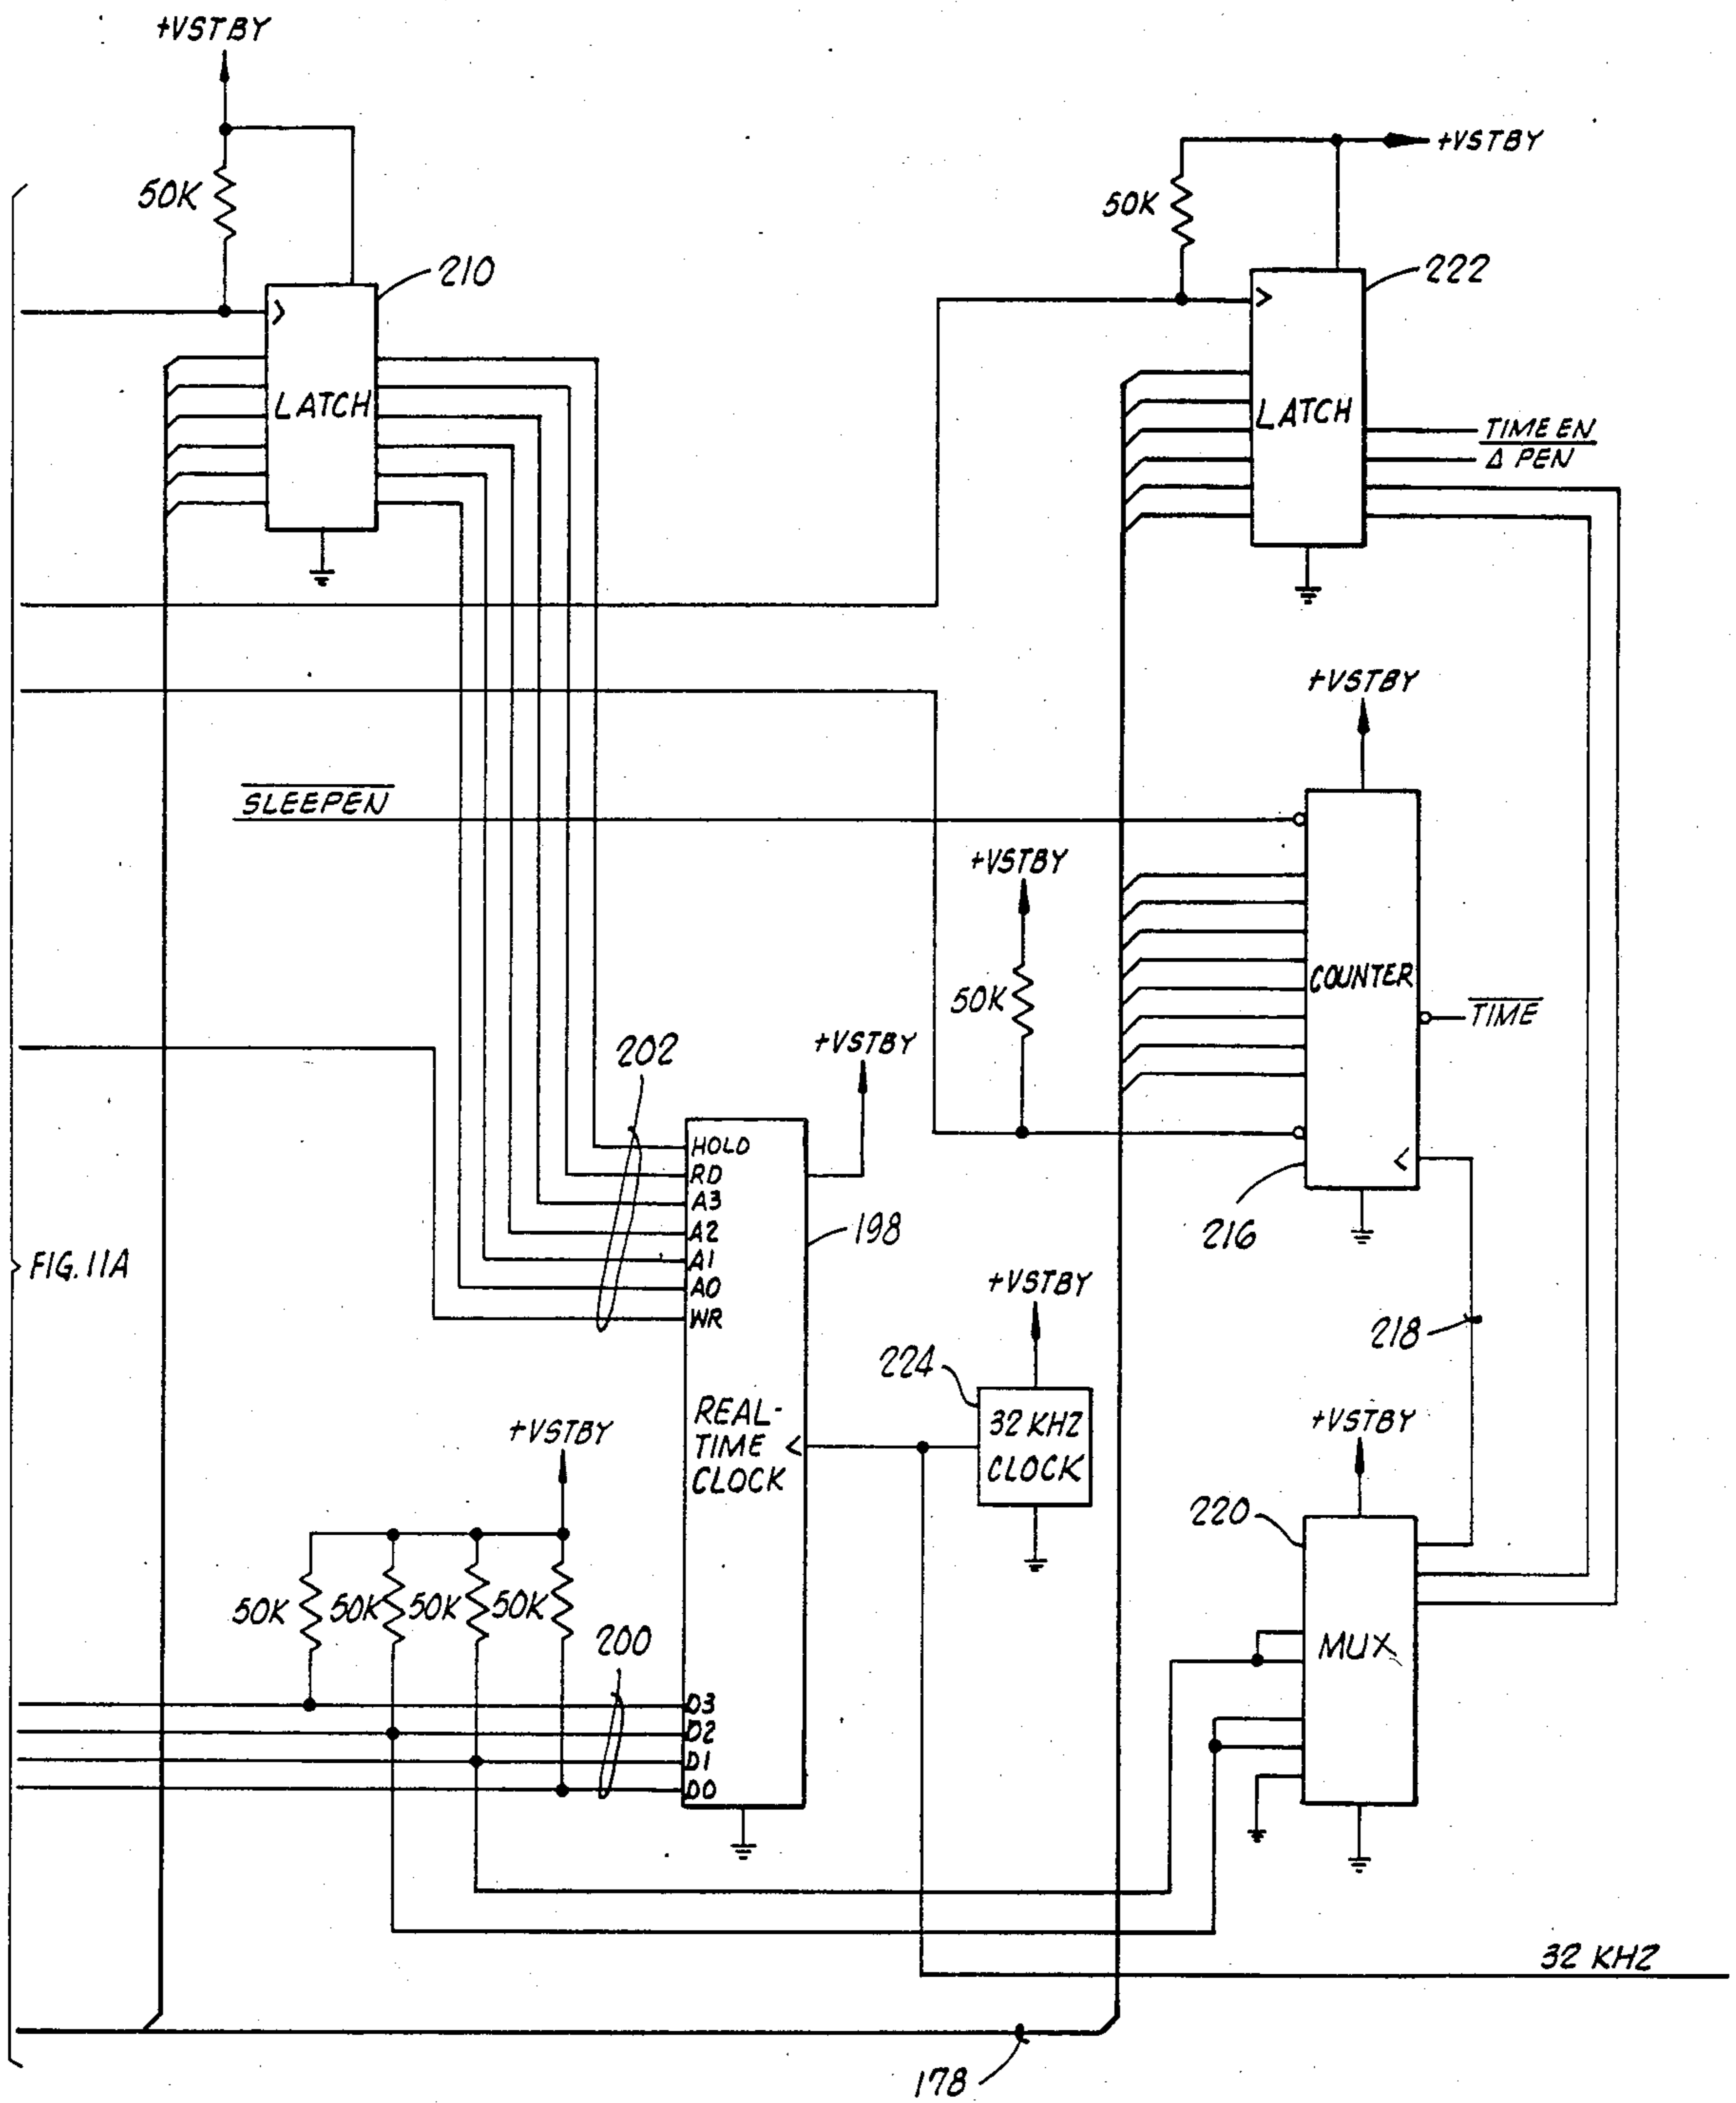 +VSTBY
+VSTBY
50K
50K
210
222
LATCH
LATCH
TIME EN
Δ PEN
+VSTBY
SLEEPEN
+VSTBY
COUNTER
50K
TIME
202
+VSTBY
HOLD
RD
A3
A2
A1
A0
WR
198
216
FIG. 11A
+VSTBY
218
224
32 KHZ
CLOCK
REAL-
TIME
CLOCK
+VSTBY
+VSTBY
220
50K 50K 50K 50K
200
MUX
D3
D2
D1
D0
32 KHZ
178